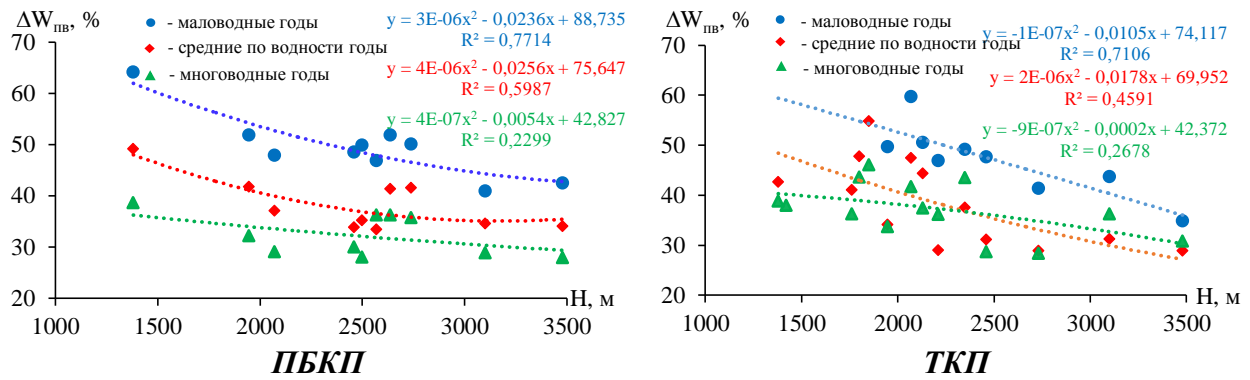 ΔWпв, %
- маловодные годы
- средние по водности годы
- многоводные годы
y = 3E-06x² - 0,0236x + 88,735
R² = 0,7714
y = 4E-06x² - 0,0256x + 75,647
R² = 0,5987
y = 4E-07x² - 0,0054x + 42,827
R² = 0,2299
70
60
50
40
30
20
1000 1500 2000 2500 3000 3500
Н, м
ПБКП
ΔWпв, %
- маловодные годы
- средние по водности годы
- многоводные годы
y = -1E-07x² - 0,0105x + 74,117
R² = 0,7106
y = 2E-06x² - 0,0178x + 69,952
R² = 0,4591
y = -9E-07x² - 0,0002x + 42,372
R² = 0,2678
70
60
50
40
30
20
1000 1500 2000 2500 3000 3500
Н, м
ТКП